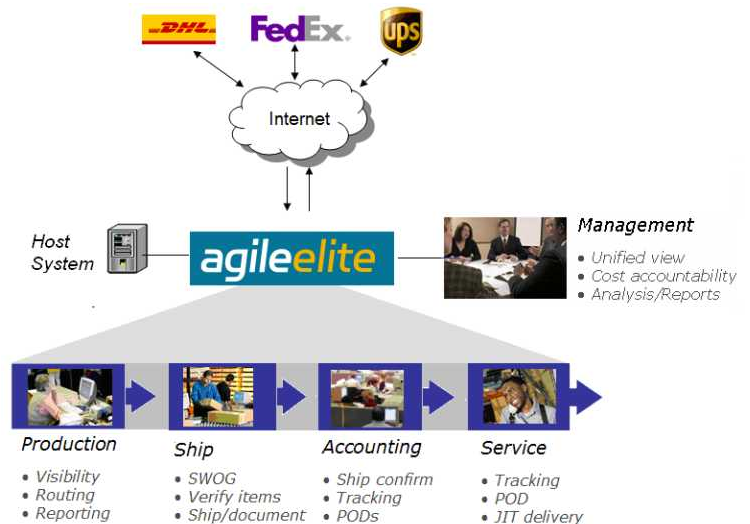 DHL
FedEx
ups
Internet
Host
System
agileelite
Management
• Unified view
• Cost accountability
• Analysis/Reports
Production
• Visibility
• Routing
• Reporting
Ship
• SWOG
• Verify items
• Ship/document
Accounting
• Ship confirm
• Tracking
• PODs
Service
• Tracking
• POD
• JIT delivery